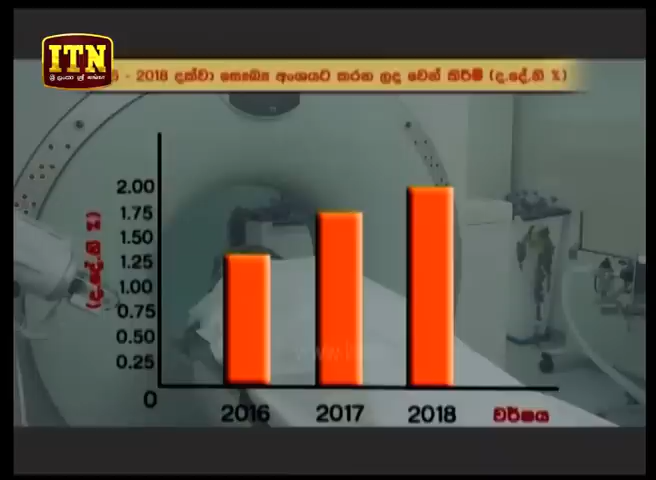 ITN
ශ්‍රී ලංකා ග්‍රී නාමය
- 2018 දක්වා සෞඛ්‍ය අංශයට කරන ලද වෙන් කිරීම් (ද.දේ.නි %)
(ද.දේ.නි %)
2.00
1.75
1.50
1.25
1.00
0.75
0.50
0.25
0
2016 2017 2018 වර්ෂය